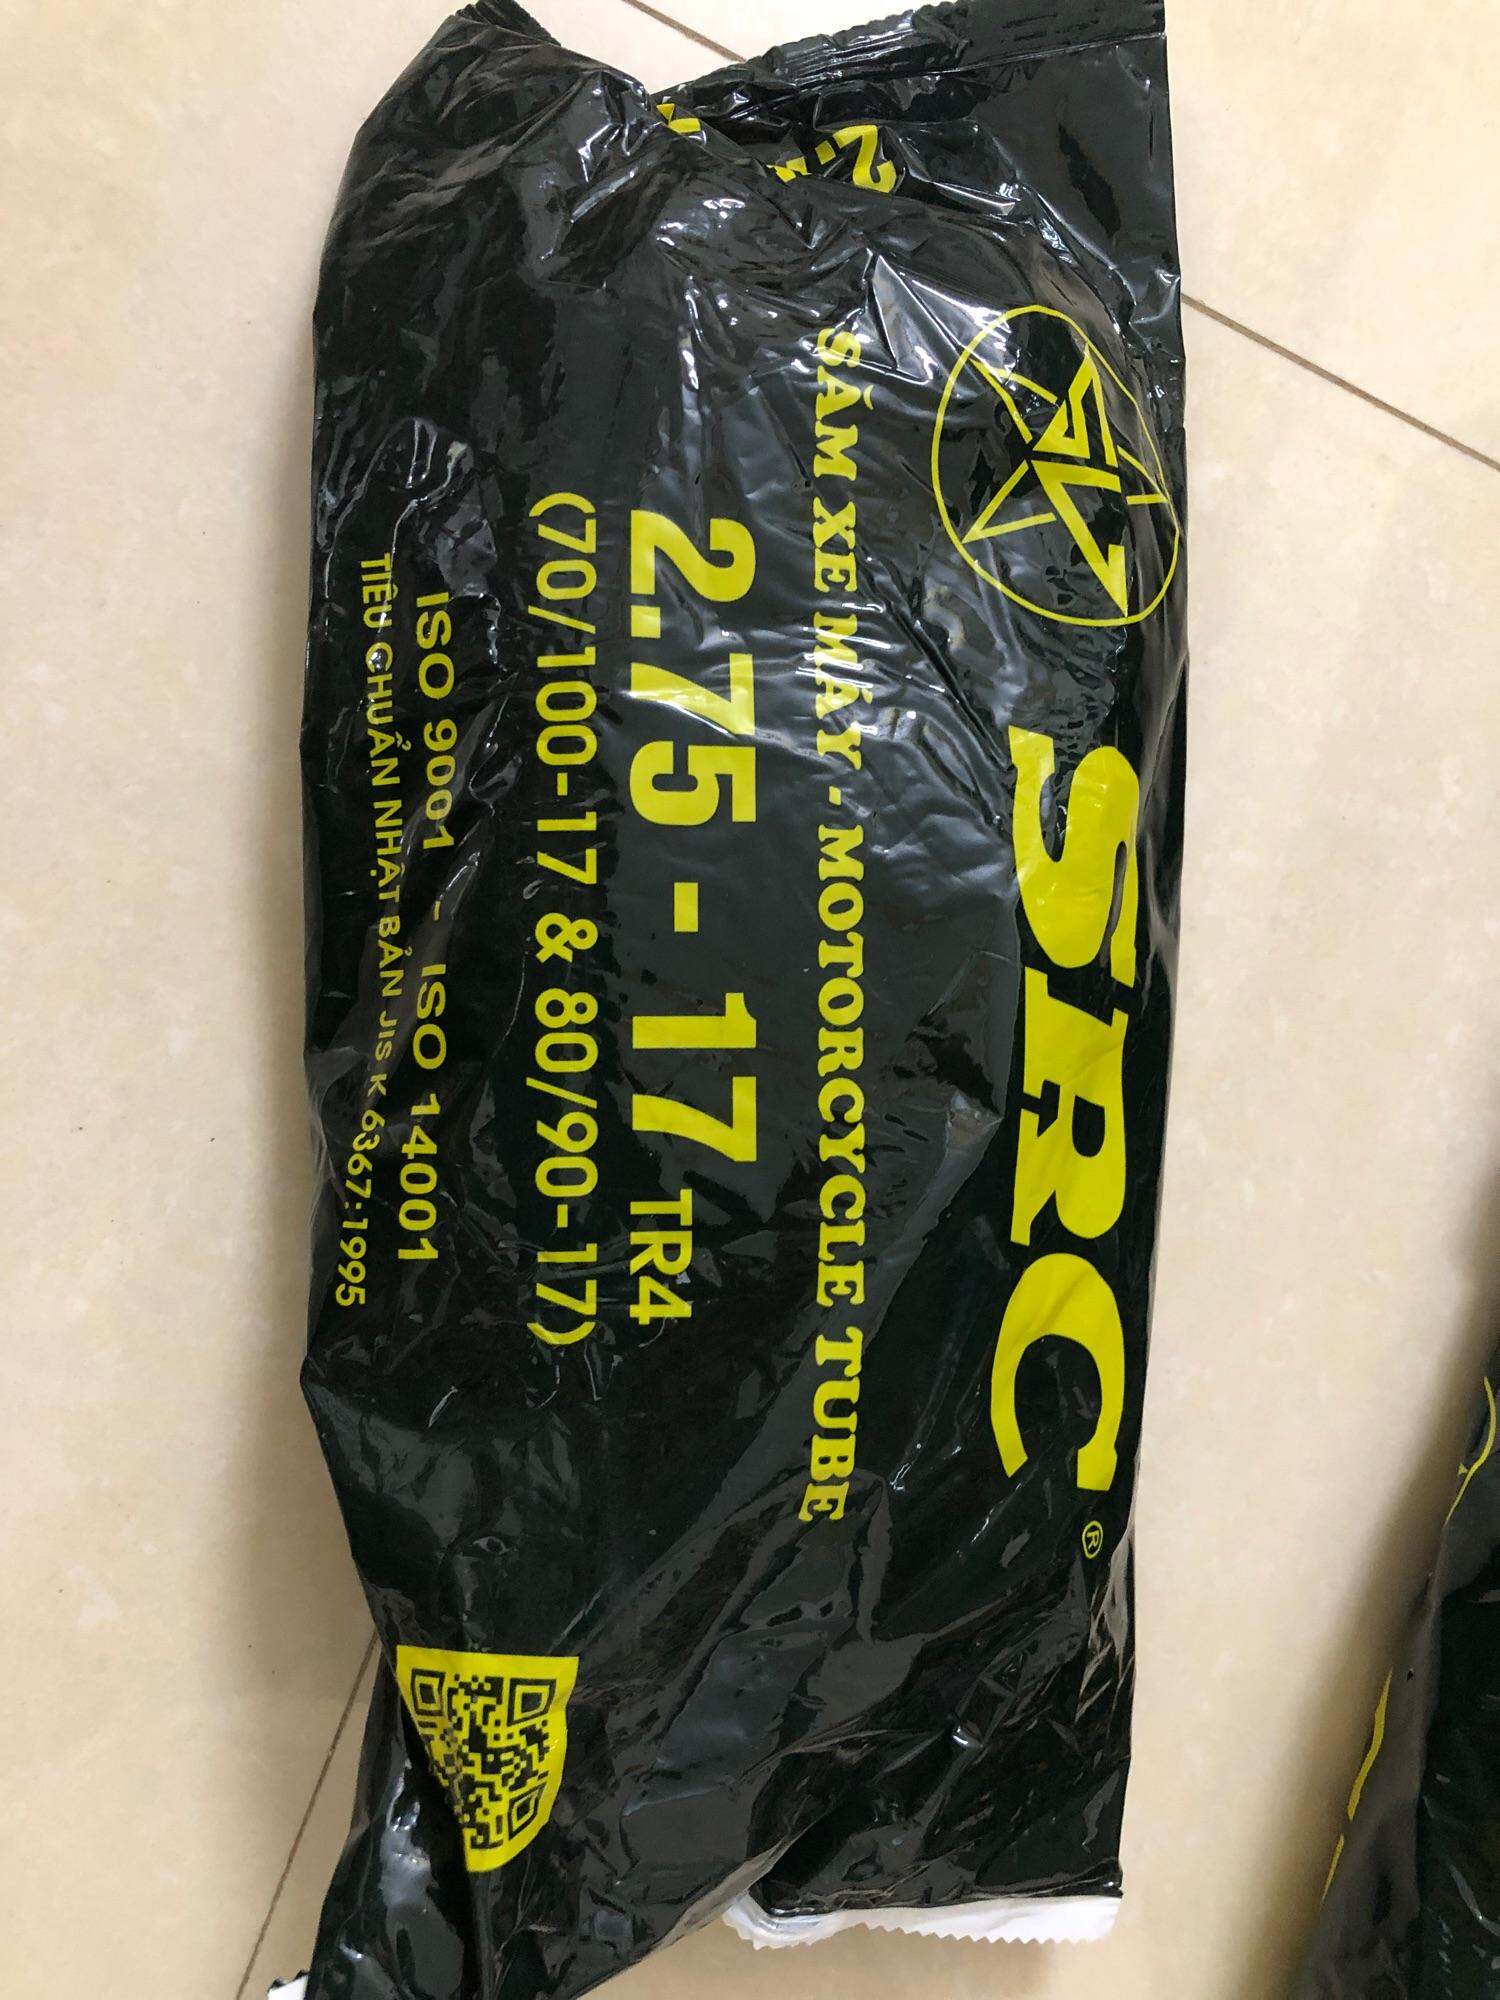 SRC®
SĂM XE MÁY - MOTORCYCLE TUBE
2.75 - 17 TR4
(70/100-17 & 80/90-17)
ISO 9001 - ISO 14001
TIÊU CHUẨN NHẬT BẢN JIS K 6367:1995